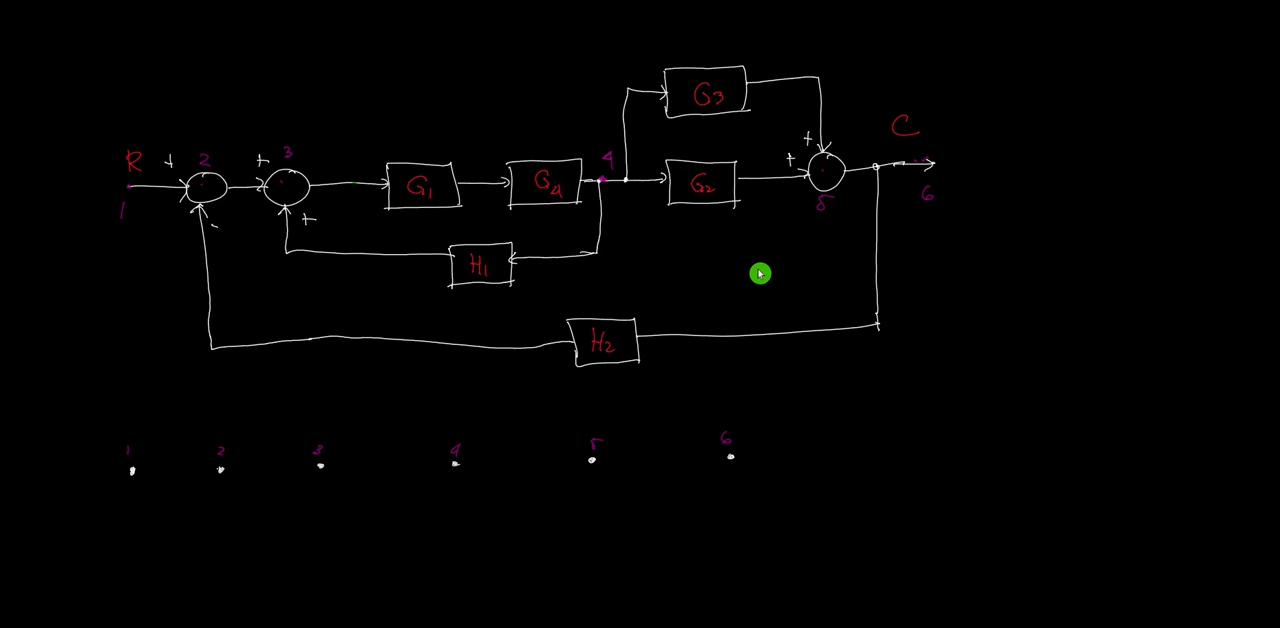 G3
C
R + 2 + 3 4 + +
G1 G4 G2
1 - + 5 6
H1
H2
1 2 3 4 5 6